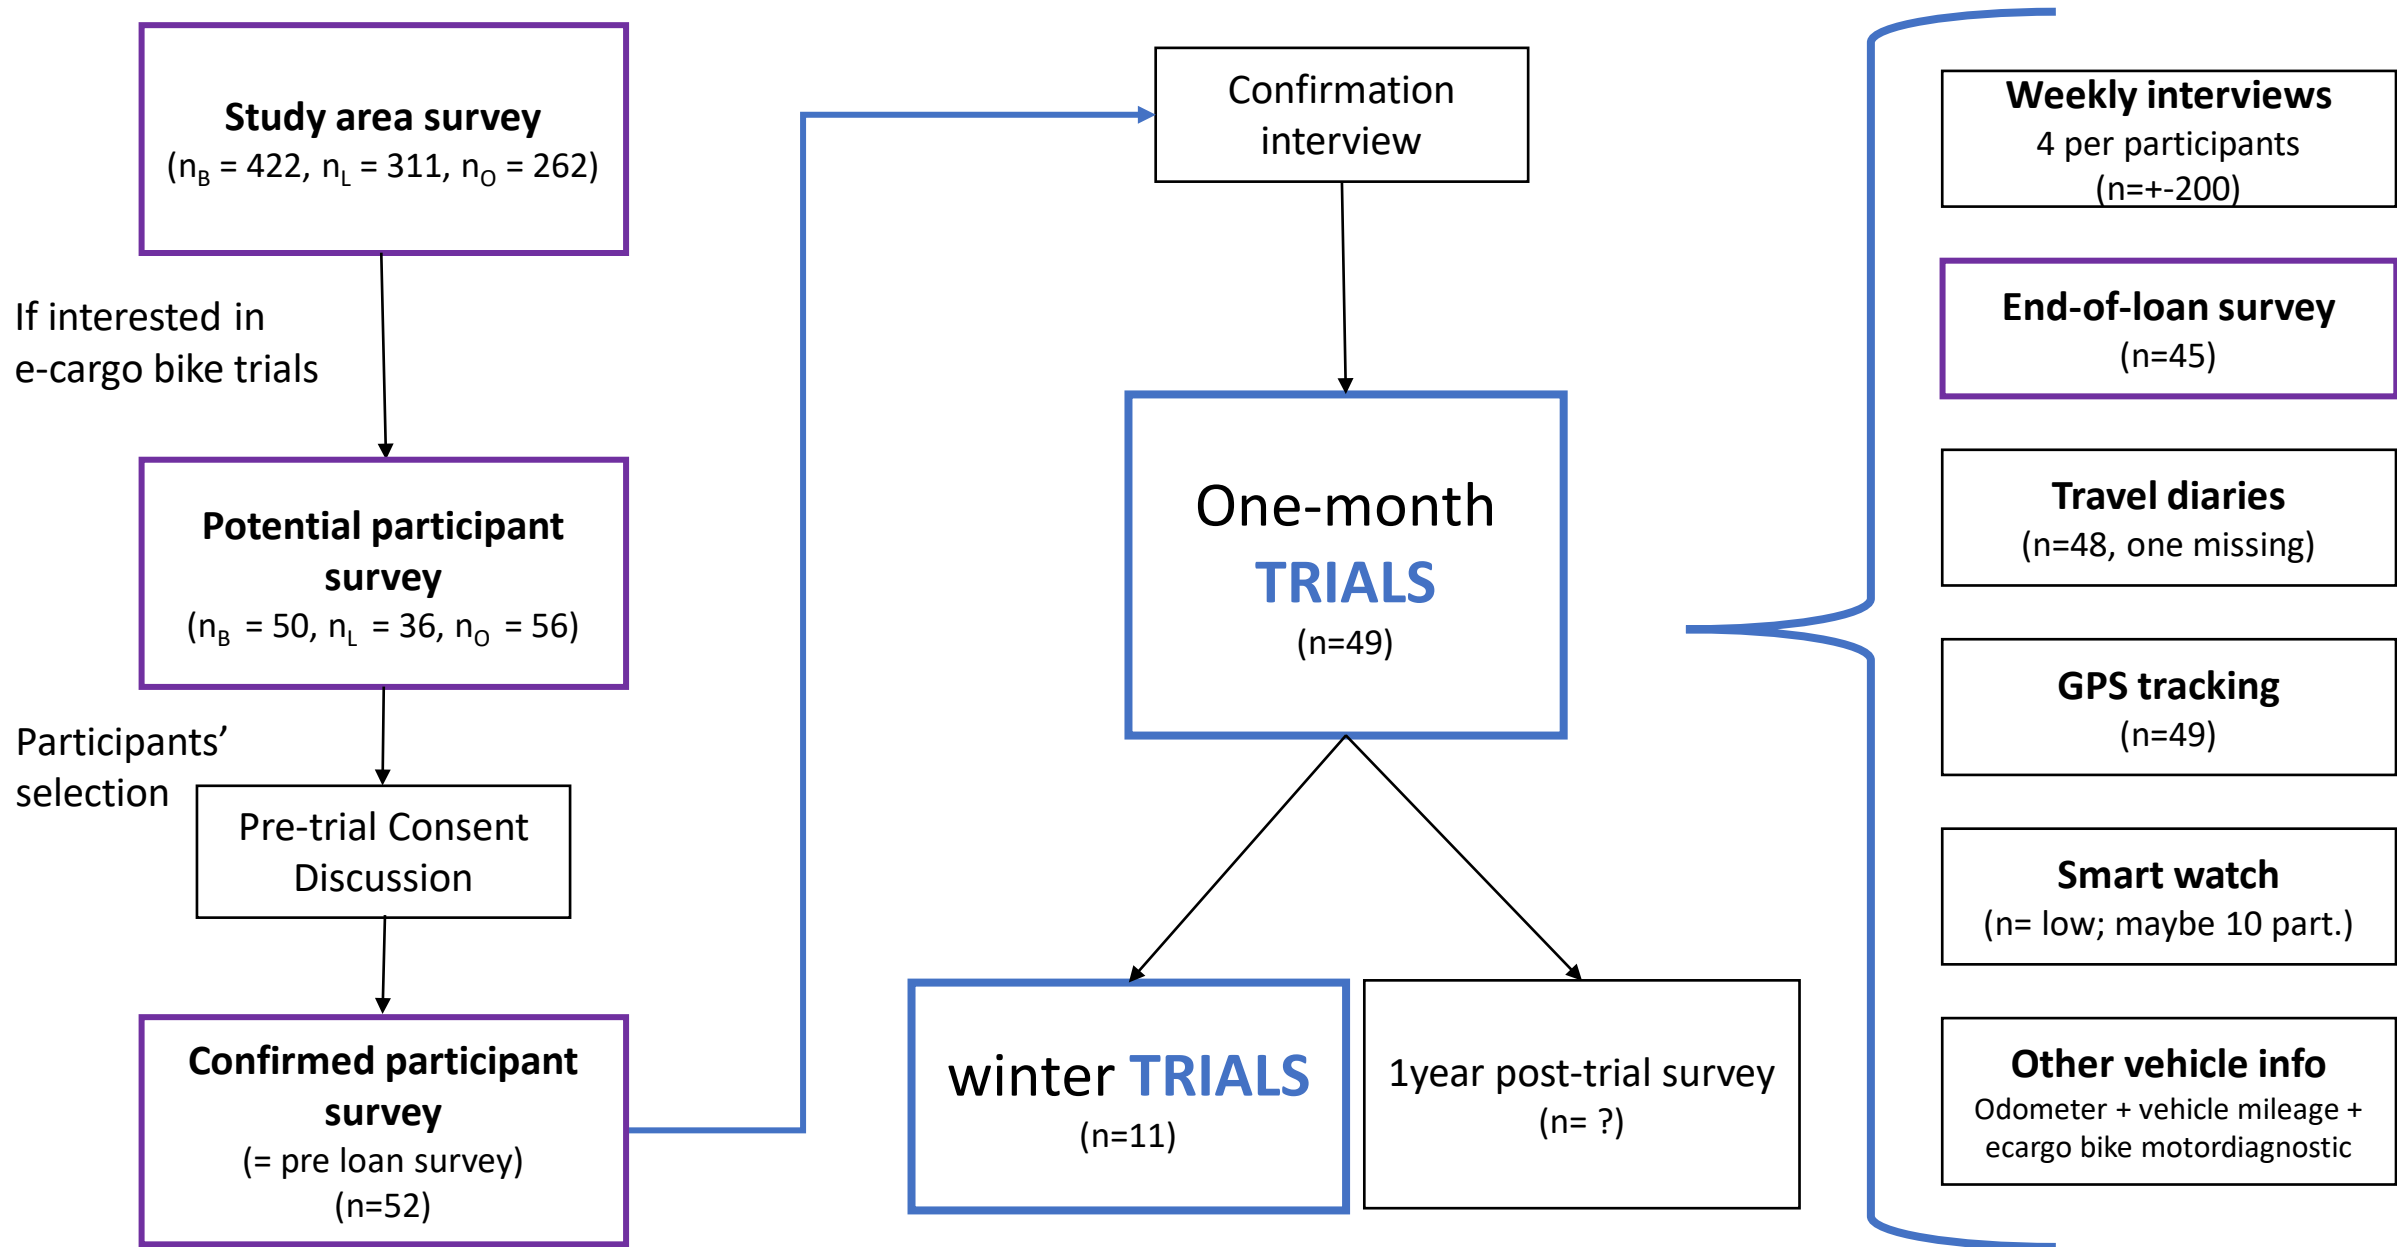 Study area survey
(nB = 422, nL = 311, nO = 262)
If interested in
e-cargo bike trials
Potential participant
survey
(nB = 50, nL = 36, nO = 56)
Participants’
selection
Pre-trial Consent
Discussion
Confirmed participant
survey
(= pre loan survey)
(n=52)
Confirmation
interview
One-month
TRIALS
(n=49)
winter TRIALS
(n=11)
1year post-trial survey
(n= ?)
Weekly interviews
4 per participants
(n=+-200)
End-of-loan survey
(n=45)
Travel diaries
(n=48, one missing)
GPS tracking
(n=49)
Smart watch
(n= low; maybe 10 part.)
Other vehicle info
Odometer + vehicle mileage +
ecargo bike motordiagnostic